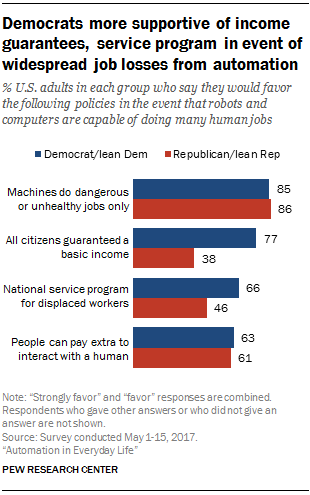 Democrats more supportive of income
guarantees, service program in event of
widespread job losses from automation
% U.S. adults in each group who say they would favor
the following policies in the event that robots and
computers are capable of doing many human jobs
Democrat/lean Dem Republican/lean Rep
Machines do dangerous
or unhealthy jobs only
85
86
All citizens guaranteed a
basic income
77
38
National service program
for displaced workers
66
46
People can pay extra to
interact with a human
63
61
Note: “Strongly favor” and “favor” responses are combined.
Respondents who gave other answers or who did not give an
answer are not shown.
Source: Survey conducted May 1-15, 2017.
“Automation in Everyday Life”
PEW RESEARCH CENTER